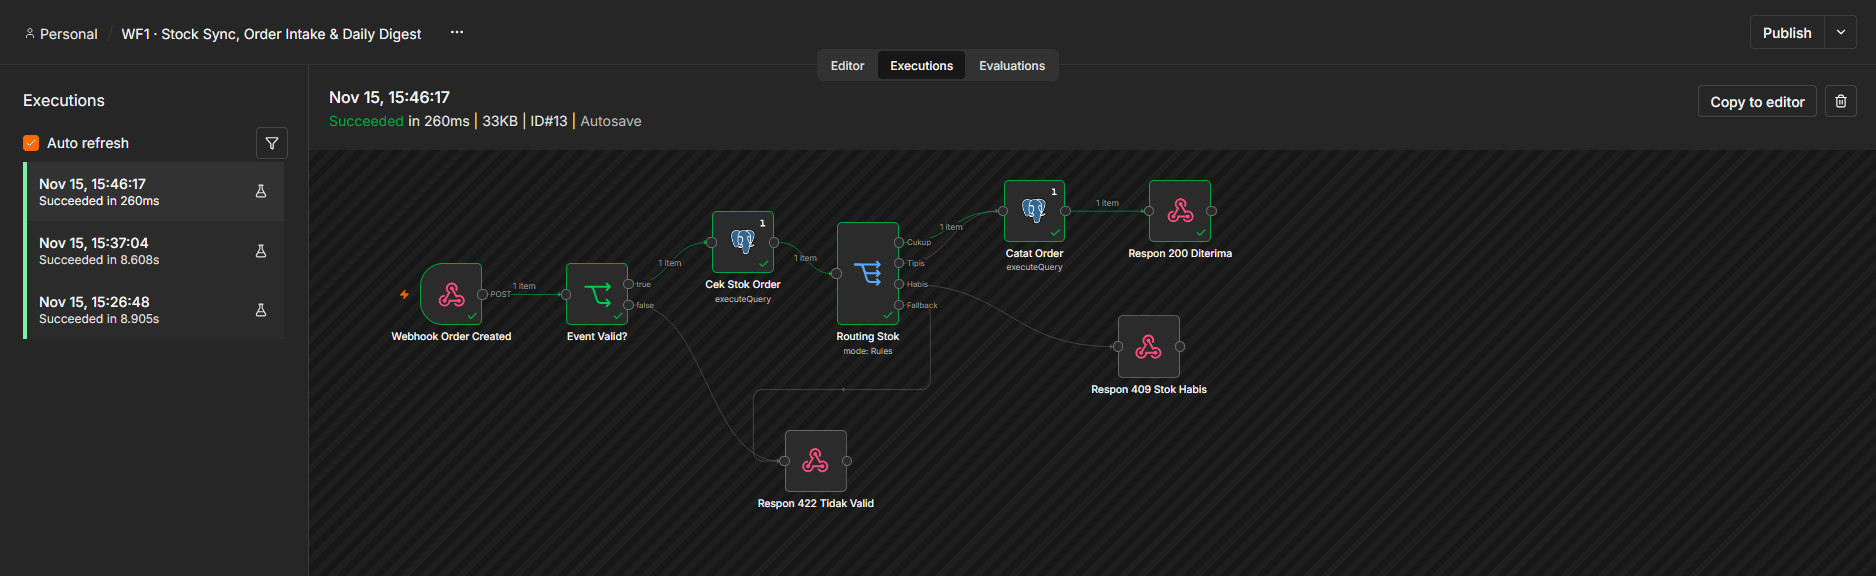 Personal / WF1 · Stock Sync, Order Intake & Daily Digest ...
Publish
Editor Executions Evaluations
Executions
Auto refresh
Nov 15, 15:46:17
Succeeded in 260ms
Nov 15, 15:37:04
Succeeded in 8.608s
Nov 15, 15:26:48
Succeeded in 8.905s
Nov 15, 15:46:17
Succeeded in 260ms | 33KB | ID#13 | Autosave
Copy to editor
POST
1 item
Webhook Order Created
true
false
Event Valid?
1 item
1
Cek Stok Order
executeQuery
1 item
Cukup
Tipis
Habis
Fallback
Routing Stok
mode: Rules
1 item
1
Catat Order
executeQuery
1 item
Respon 200 Diterima
Respon 409 Stok Habis
Respon 422 Tidak Valid